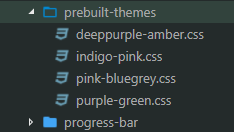 prebuilt-themes
deeppurple-amber.css
indigo-pink.css
pink-bluegrey.css
purple-green.css
progress-bar